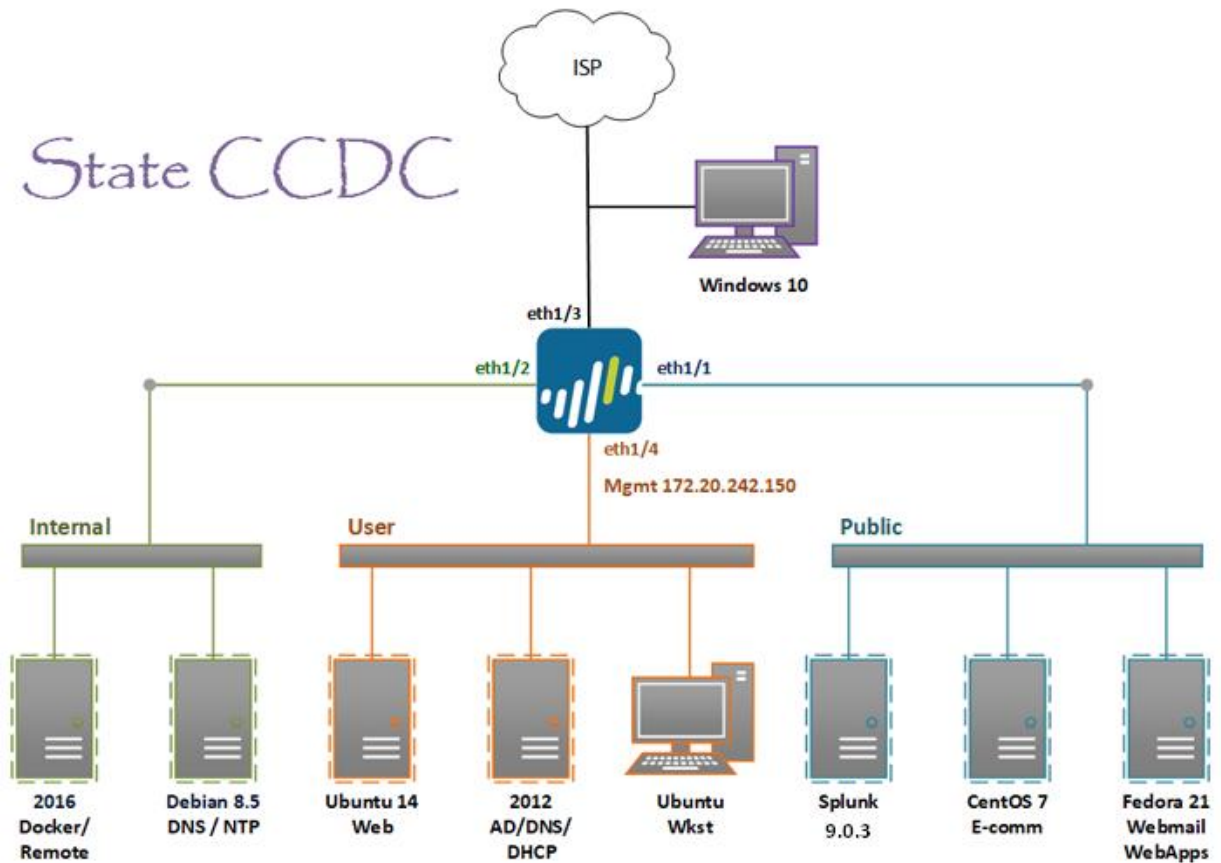 ISP
State CCDC
Windows 10
eth1/3
eth1/2
eth1/1
eth1/4
Mgmt 172.20.242.150
Internal
User
Public
2016
Docker/
Remote
Debian 8.5
DNS / NTP
Ubuntu 14
Web
2012
AD/DNS/
DHCP
Ubuntu
Wkst
Splunk
9.0.3
CentOS 7
E-comm
Fedora 21
Webmail
WebApps